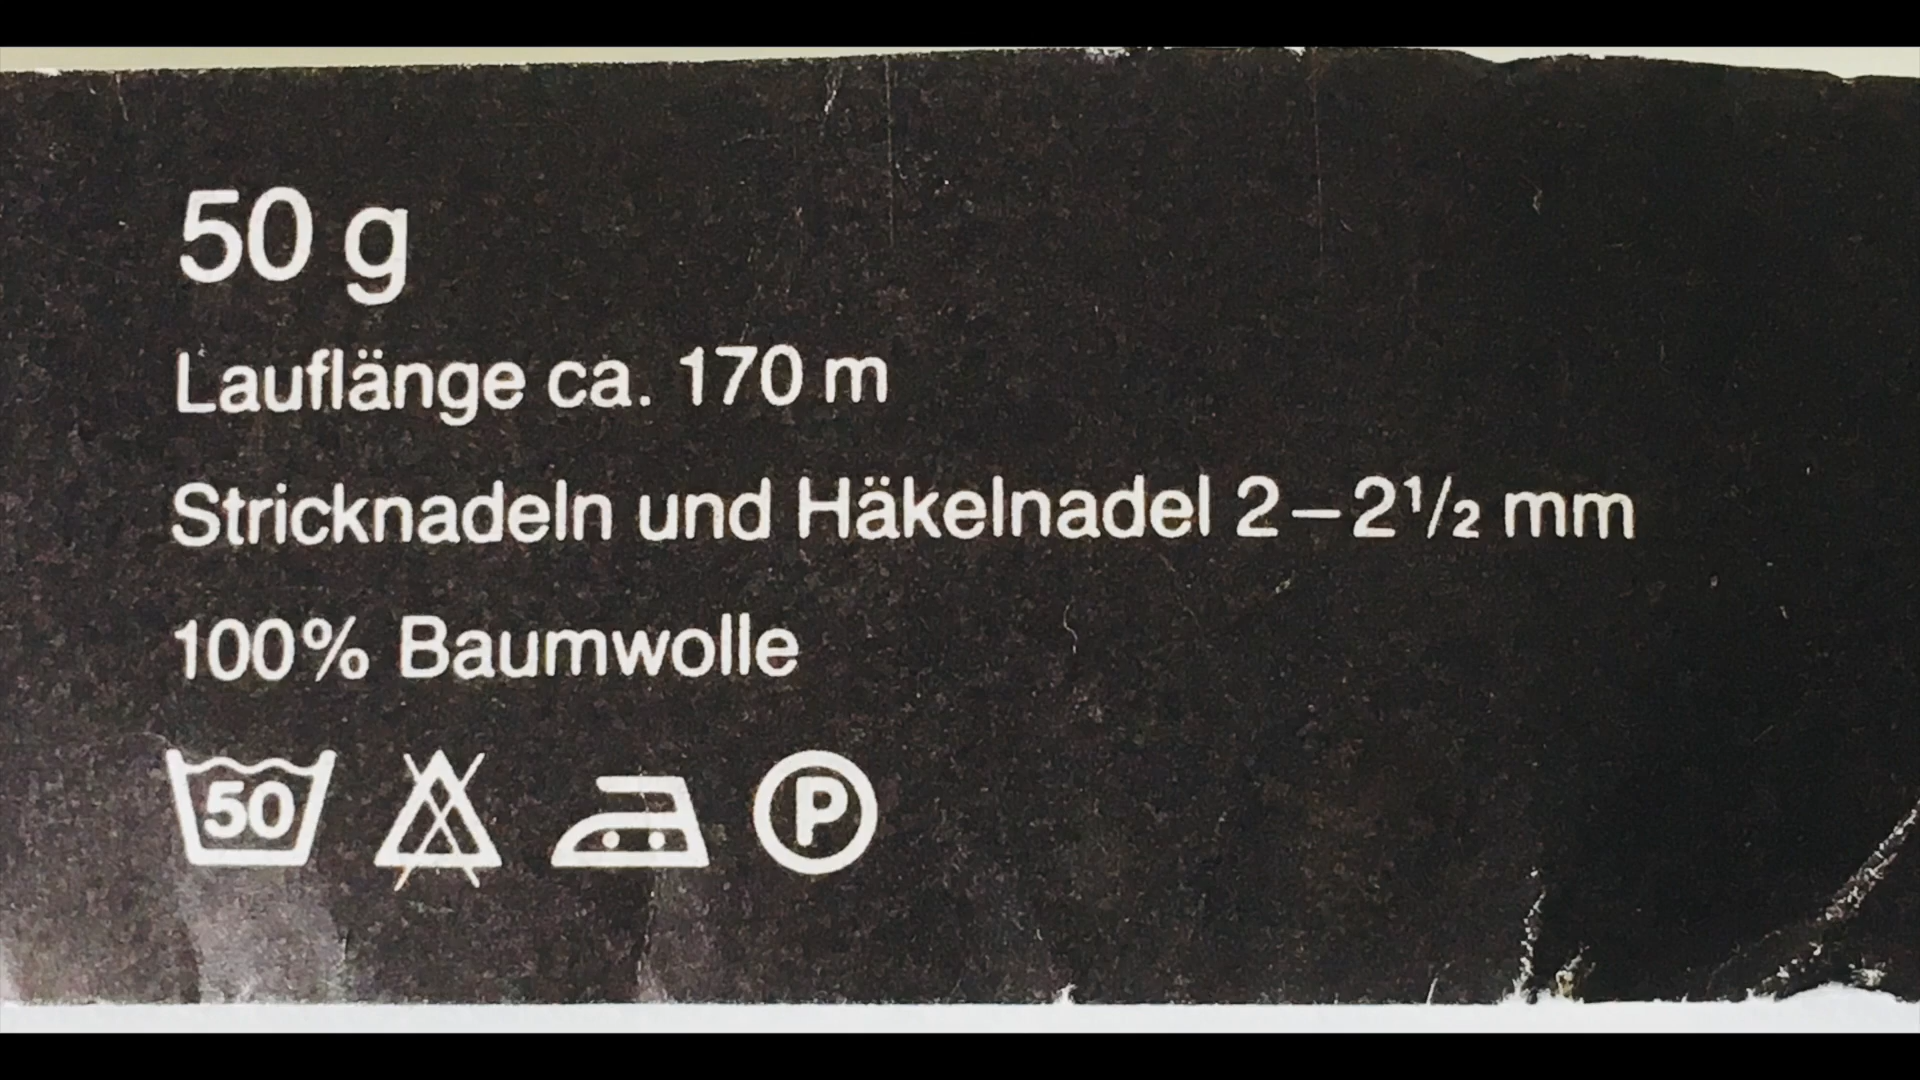 50 g
Lauflänge ca. 170 m
Stricknadeln und Häkelnadel 2–2½ mm
100% Baumwolle
50 P